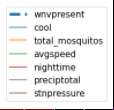 wnvpresent
cool
total_mosquitos
avgspeed
nighttime
preciptotal
stnpressure